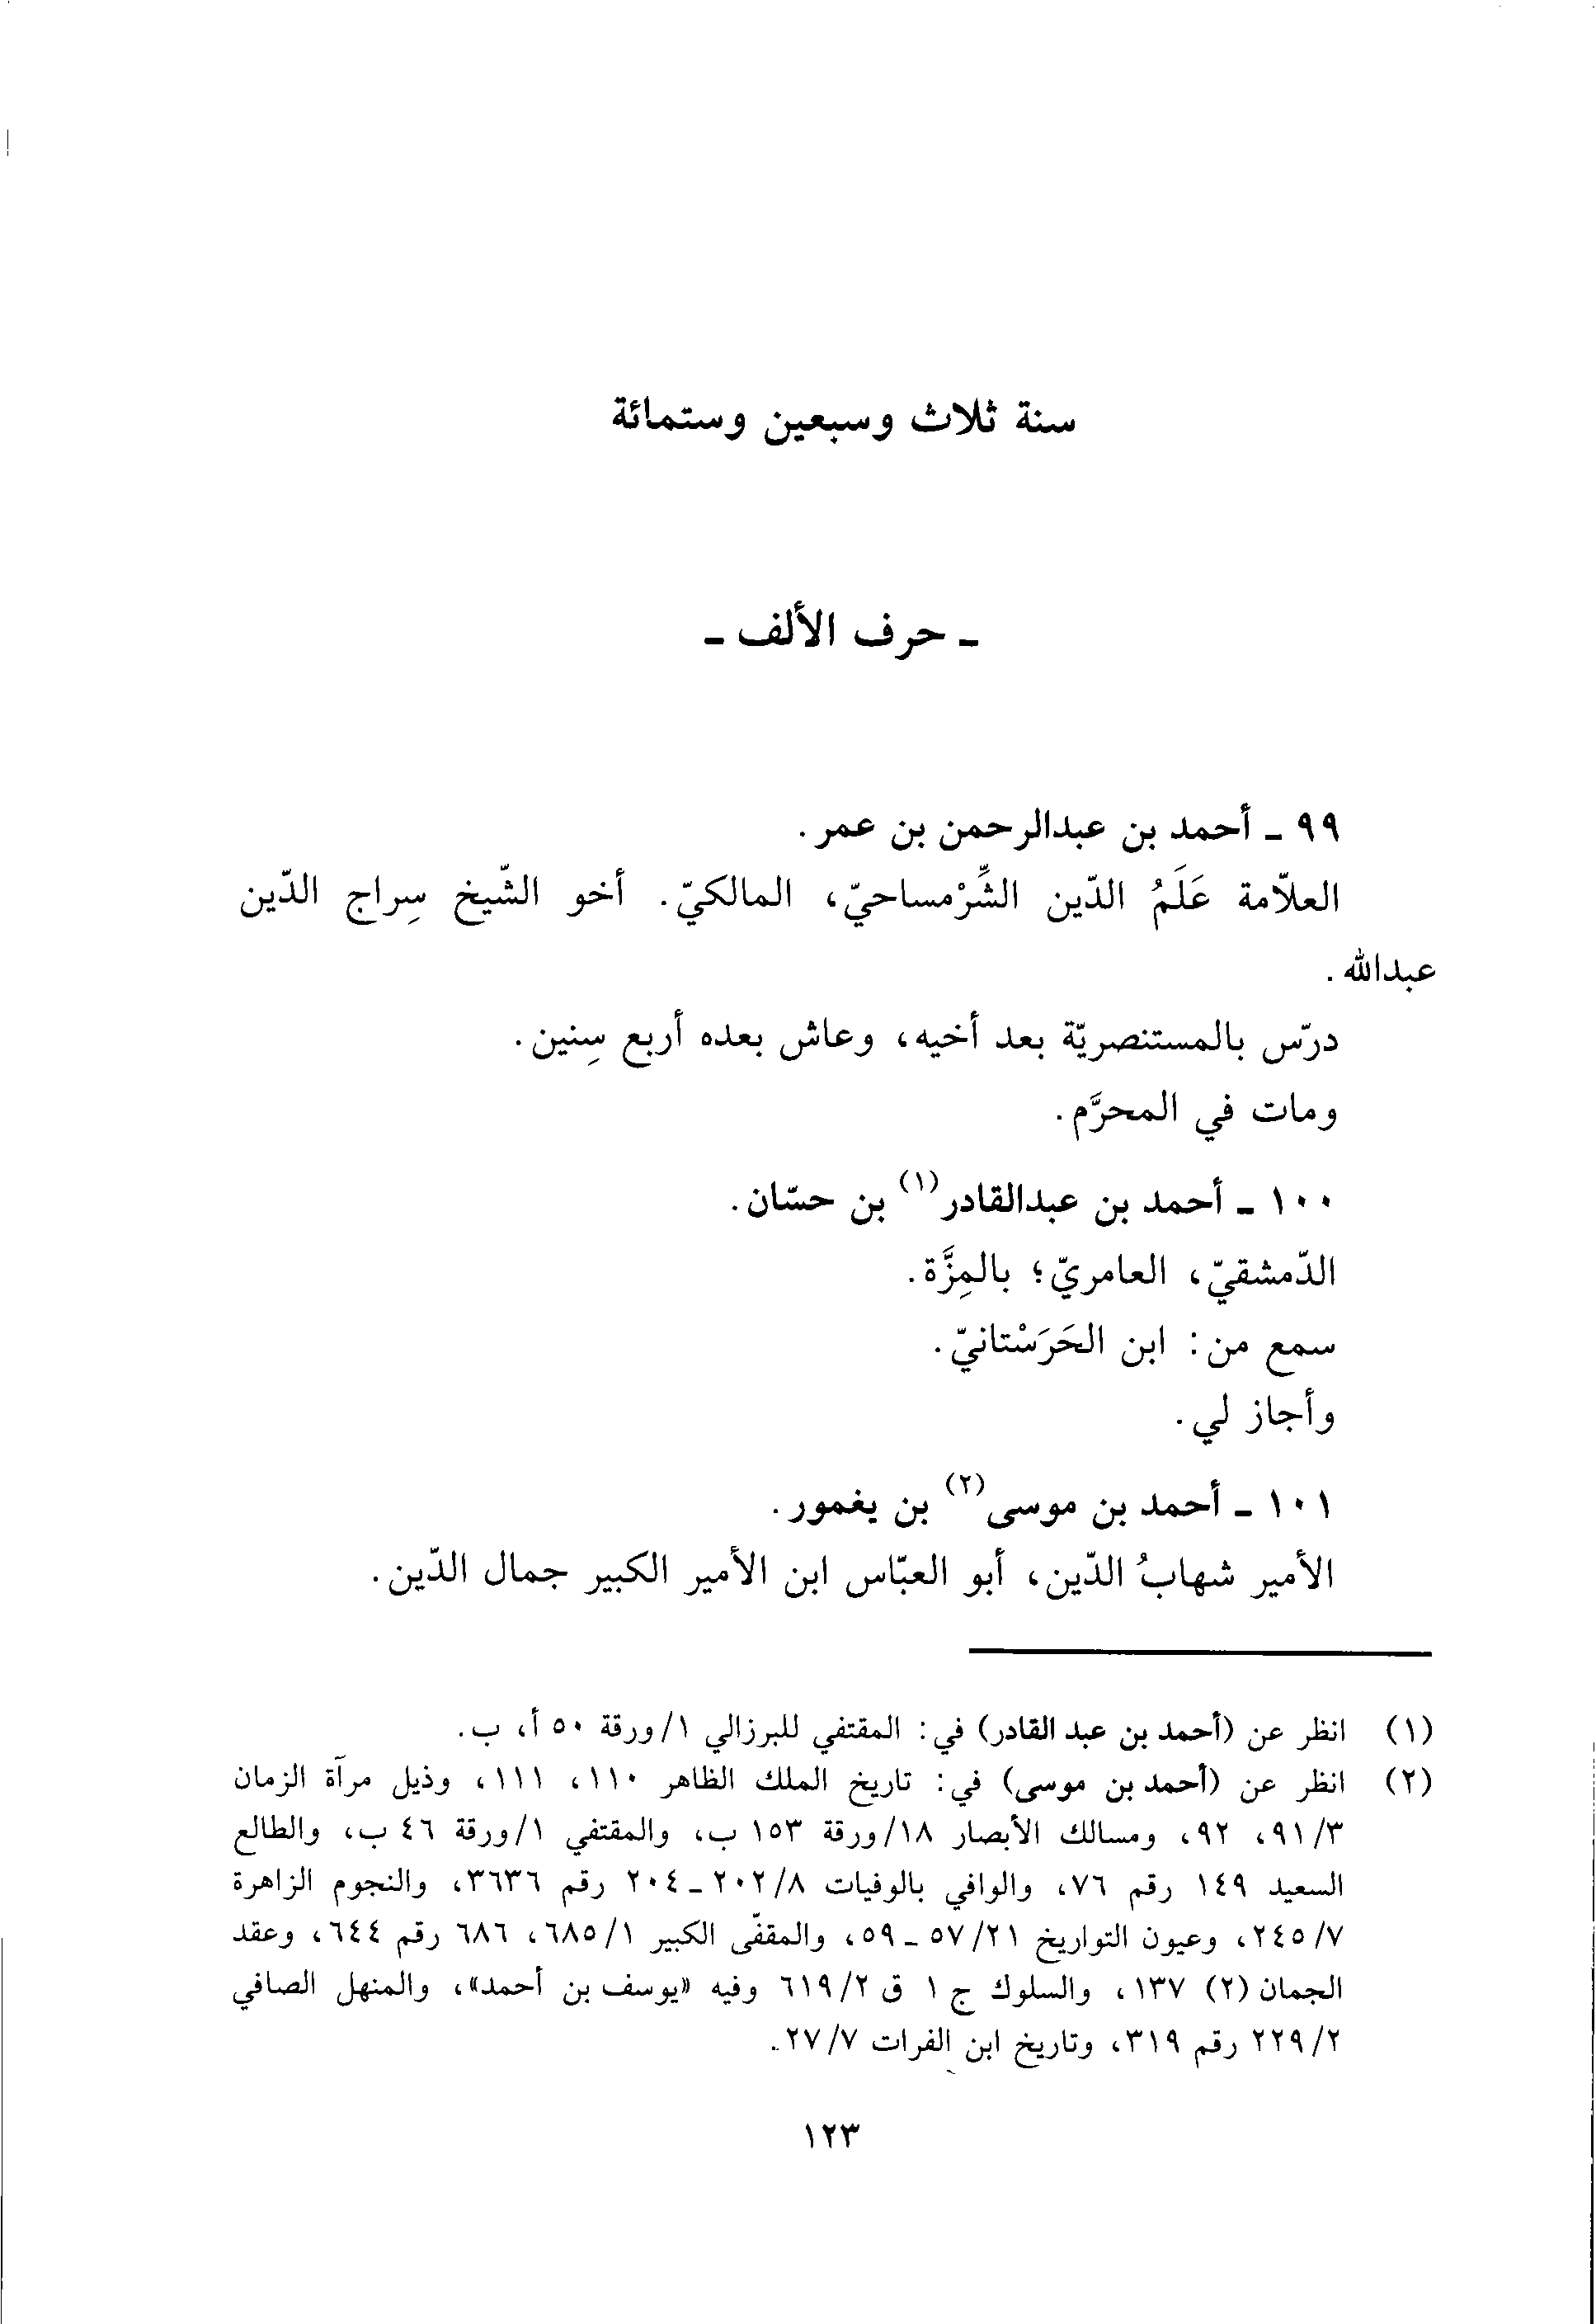 سنة ثلاث وسبعين وستمائة
ـ حرف الألف ـ
٩٩ ـ أحمد بن عبدالرحمن بن عمر.
العلاّمة عَلَمُ الدّين الشِّرْمساحيّ، المالكيّ. أخو الشّيخ سِراج الدّين
عبدالله.
درّس بالمستنصريّة بعد أخيه، وعاش بعده أربع سِنين.
ومات في المحرَّم.
١٠٠ ـ أحمد بن عبدالقادر(١) بن حسّان.
الدّمشقيّ، العامريّ؛ بالمِزَّة.
سمع من: ابن الحَرَسْتانيّ.
وأجاز لي.
١٠١ ـ أحمد بن موسى(٢) بن يغمور.
الأمير شهابُ الدّين، أبو العبّاس ابن الأمير الكبير جمال الدّين.
(١) انظر عن (أحمد بن عبد القادر) في: المقتفي للبرزالي ١/ورقة ٥٠ أ، ب.
(٢) انظر عن (أحمد بن موسى) في: تاريخ الملك الظاهر ١١٠، ١١١، وذيل مرآة الزمان
٣/٩١، ٩٢، ومسالك الأبصار ١٨/ورقة ١٥٣ ب، والمقتفي ١/ورقة ٤٦ ب، والطالع
السعيد ١٤٩ رقم ٧٦، والوافي بالوفيات ٨/٢٠٢ـ٢٠٤ رقم ٣٦٣٦، والنجوم الزاهرة
٧/٢٤٥، وعيون التواريخ ٢١/٥٧ ـ ٥٩، والمقفّى الكبير ١/٦٨٥، ٦٨٦ رقم ٦٤٤، وعقد
الجمان (٢) ١٣٧، والسلوك ج ١ ق ٢/٦١٩ وفيه «يوسف بن أحمد»، والمنهل الصافي
٢/٢٢٩ رقم ٣١٩، وتاريخ ابن الفرات ٧/٢٧.
١٢٣